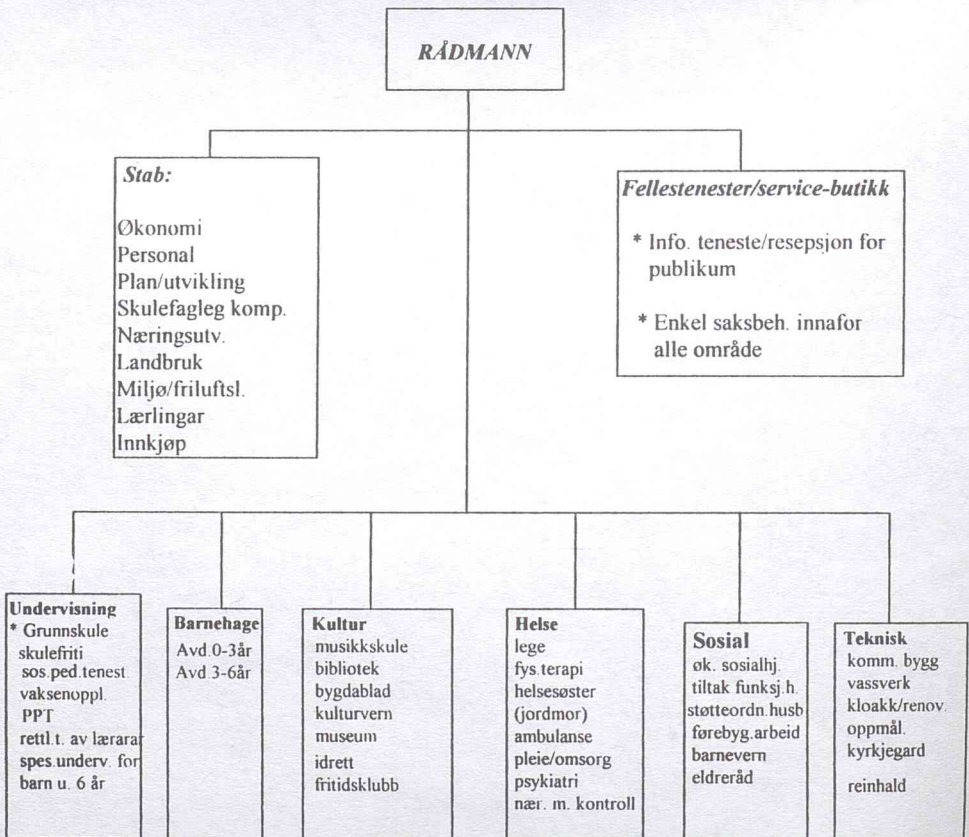 RÅDMANN
Stab:
Økonomi
Personal
Plan/utvikling
Skulefagleg komp.
Næringsutv.
Landbruk
Miljø/friluftsl.
Lærlingar
Innkjøp
Fellestenester/service-butikk
* Info. teneste/resepsjon for
publikum
* Enkel saksbeh. innafor
alle område
Undervisning
* Grunnskule
skulefriti
sos.ped.tenest
vaksenoppl.
PPT
rettl.t. av lærarar
spes.underv. for
barn u. 6 år
Barnehage
Avd.0-3år
Avd.3-6år
Kultur
musikkskule
bibliotek
bygdablad
kulturvern
museum
idrett
fritidsklubb
Helse
lege
fys.terapi
helsesøster
(jordmor)
ambulanse
pleie/omsorg
psykiatri
nær. m. kontroll
Sosial
øk. sosialhj.
tiltak funksj.h.
støtteordn.husb
førebyg.arbeid
barnevern
eldreråd
Teknisk
komm. bygg
vassverk
kloakk/renov.
oppmål.
kyrkjegard
reinhald